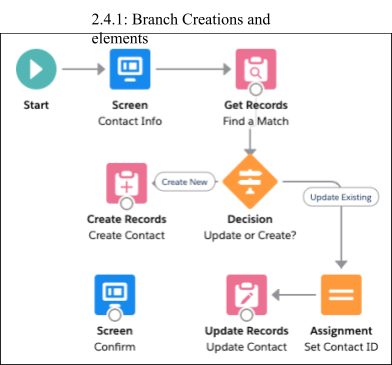 2.4.1: Branch Creations and
elements
Start
Screen
Contact Info
Get Records
Find a Match
Create New
Update Existing
Create Records
Create Contact
Decision
Update or Create?
Screen
Confirm
Update Records
Update Contact
Assignment
Set Contact ID